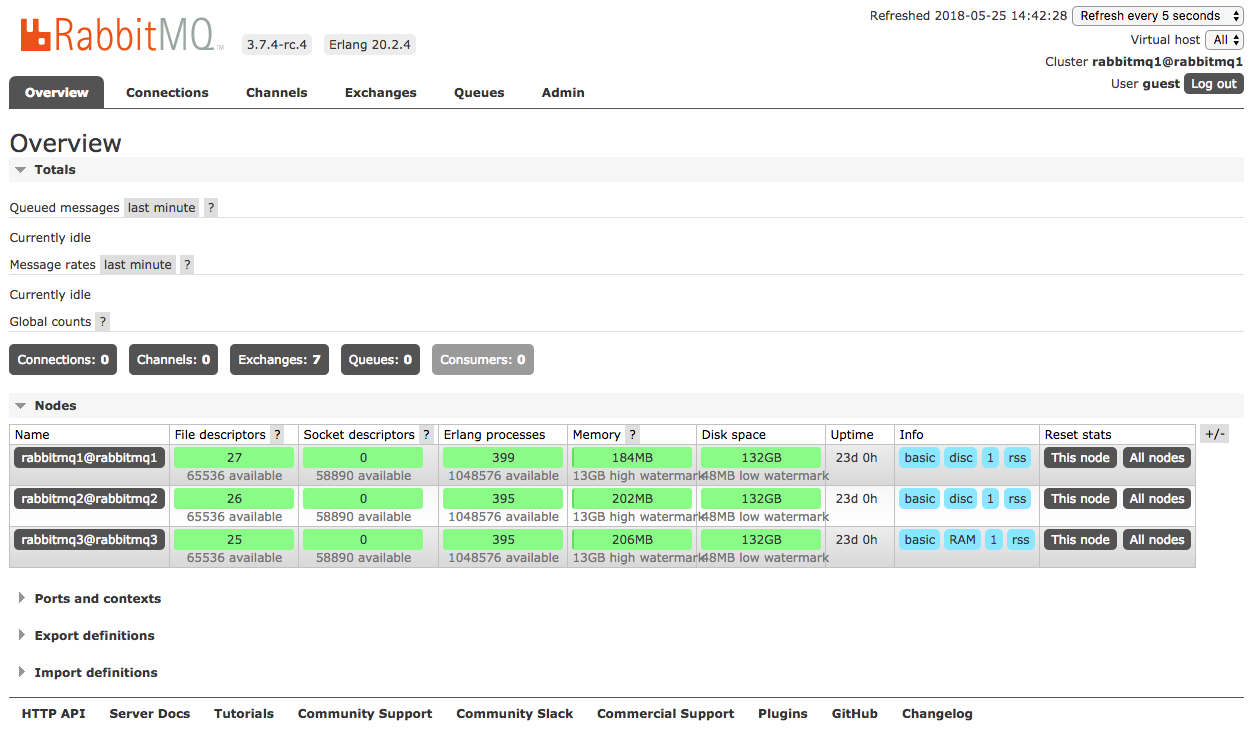 RabbitMQ TM 3.7.4-rc.4 Erlang 20.2.4
Refreshed 2018-05-25 14:42:28 Refresh every 5 seconds
Virtual host All
Cluster rabbitmq1@rabbitmq1
User guest Log out
Overview Connections Channels Exchanges Queues Admin
Overview
Totals
Queued messages last minute ?
Currently idle
Message rates last minute ?
Currently idle
Global counts ?
Connections: 0 Channels: 0 Exchanges: 7 Queues: 0 Consumers: 0
Nodes
Name File descriptors ? Socket descriptors ? Erlang processes Memory ? Disk space Uptime Info Reset stats +/-
rabbitmq1@rabbitmq1 27 0 399 184MB 132GB 23d 0h basic disc 1 rss This node All nodes
65536 available 58890 available 1048576 available 13GB high watermark 48MB low watermark
rabbitmq2@rabbitmq2 26 0 395 202MB 132GB 23d 0h basic disc 1 rss This node All nodes
65536 available 58890 available 1048576 available 13GB high watermark 48MB low watermark
rabbitmq3@rabbitmq3 25 0 395 206MB 132GB 23d 0h basic RAM 1 rss This node All nodes
65536 available 58890 available 1048576 available 13GB high watermark 48MB low watermark
Ports and contexts
Export definitions
Import definitions
HTTP API Server Docs Tutorials Community Support Community Slack Commercial Support Plugins GitHub Changelog